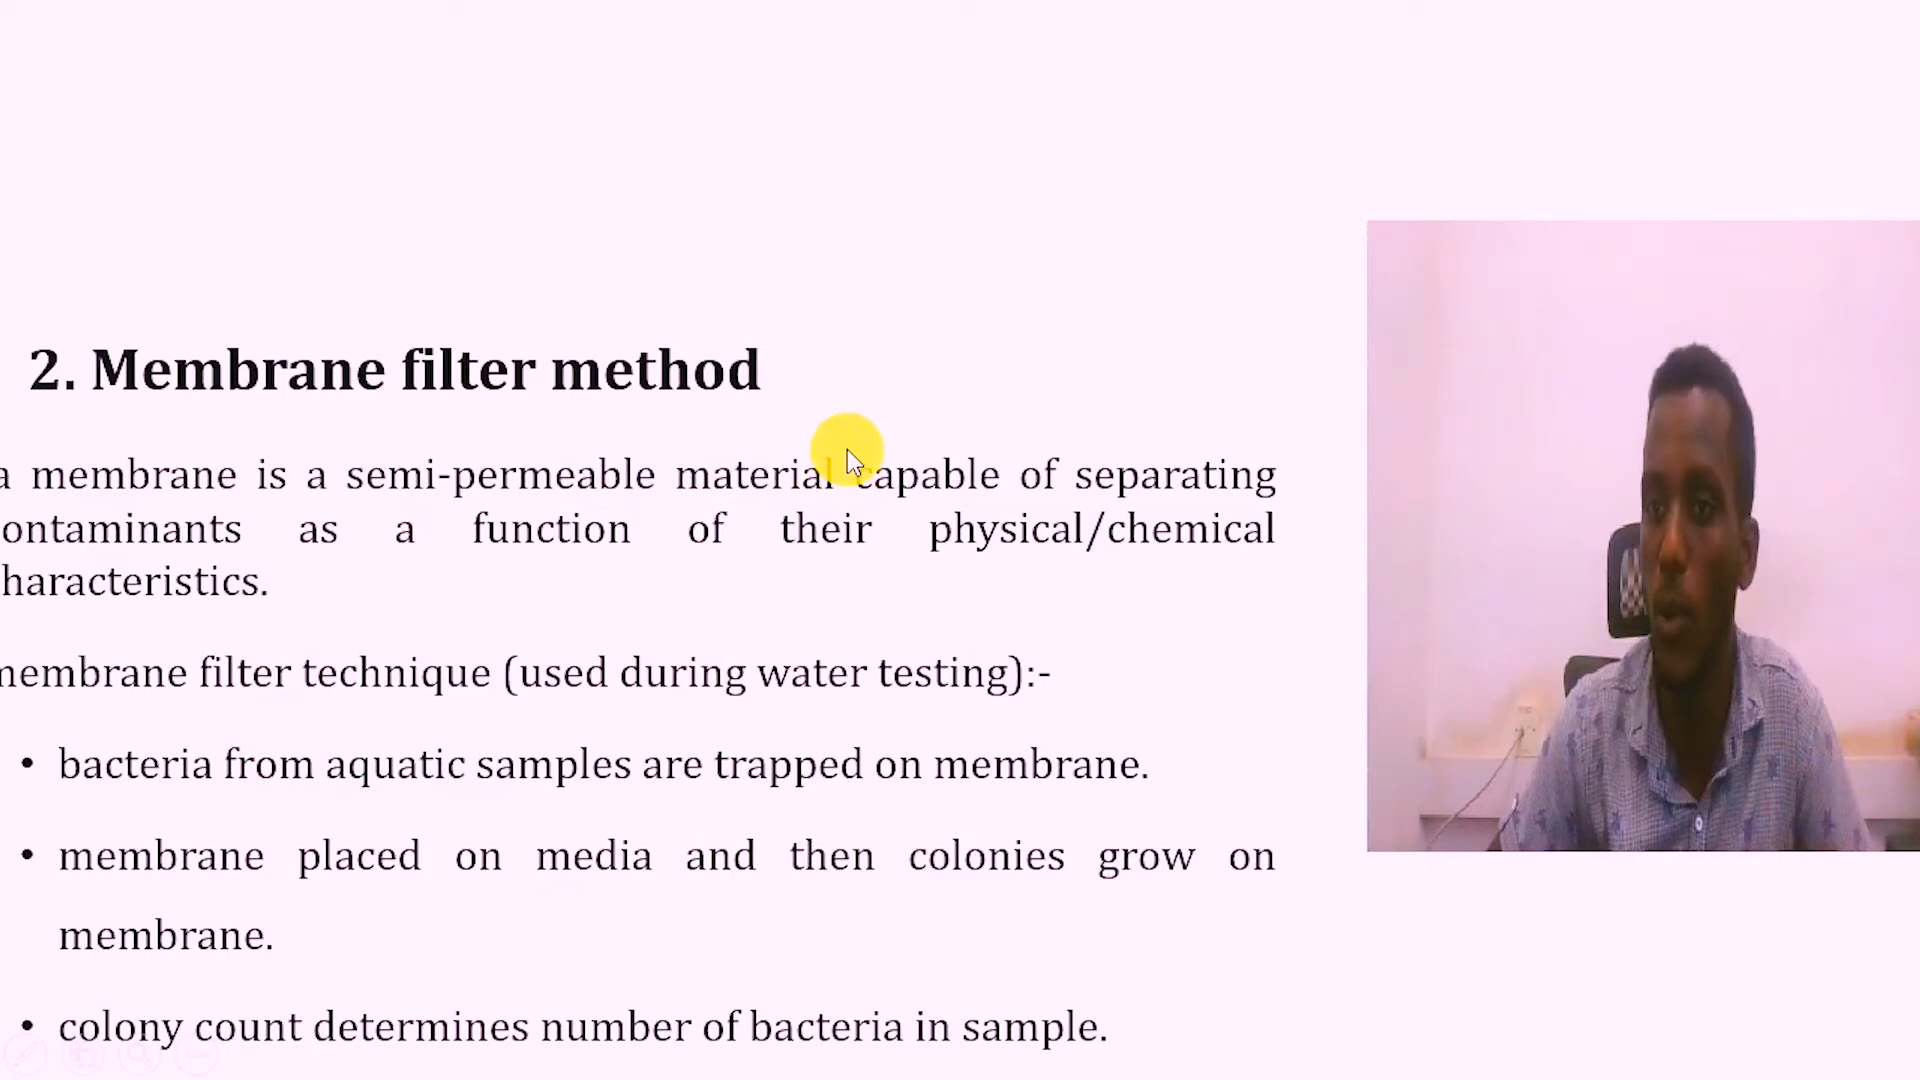 2. Membrane filter method
a membrane is a semi-permeable material capable of separating
ontaminants as a function of their physical/chemical
haracteristics.
membrane filter technique (used during water testing):-
• bacteria from aquatic samples are trapped on membrane.
• membrane placed on media and then colonies grow on
membrane.
• colony count determines number of bacteria in sample.